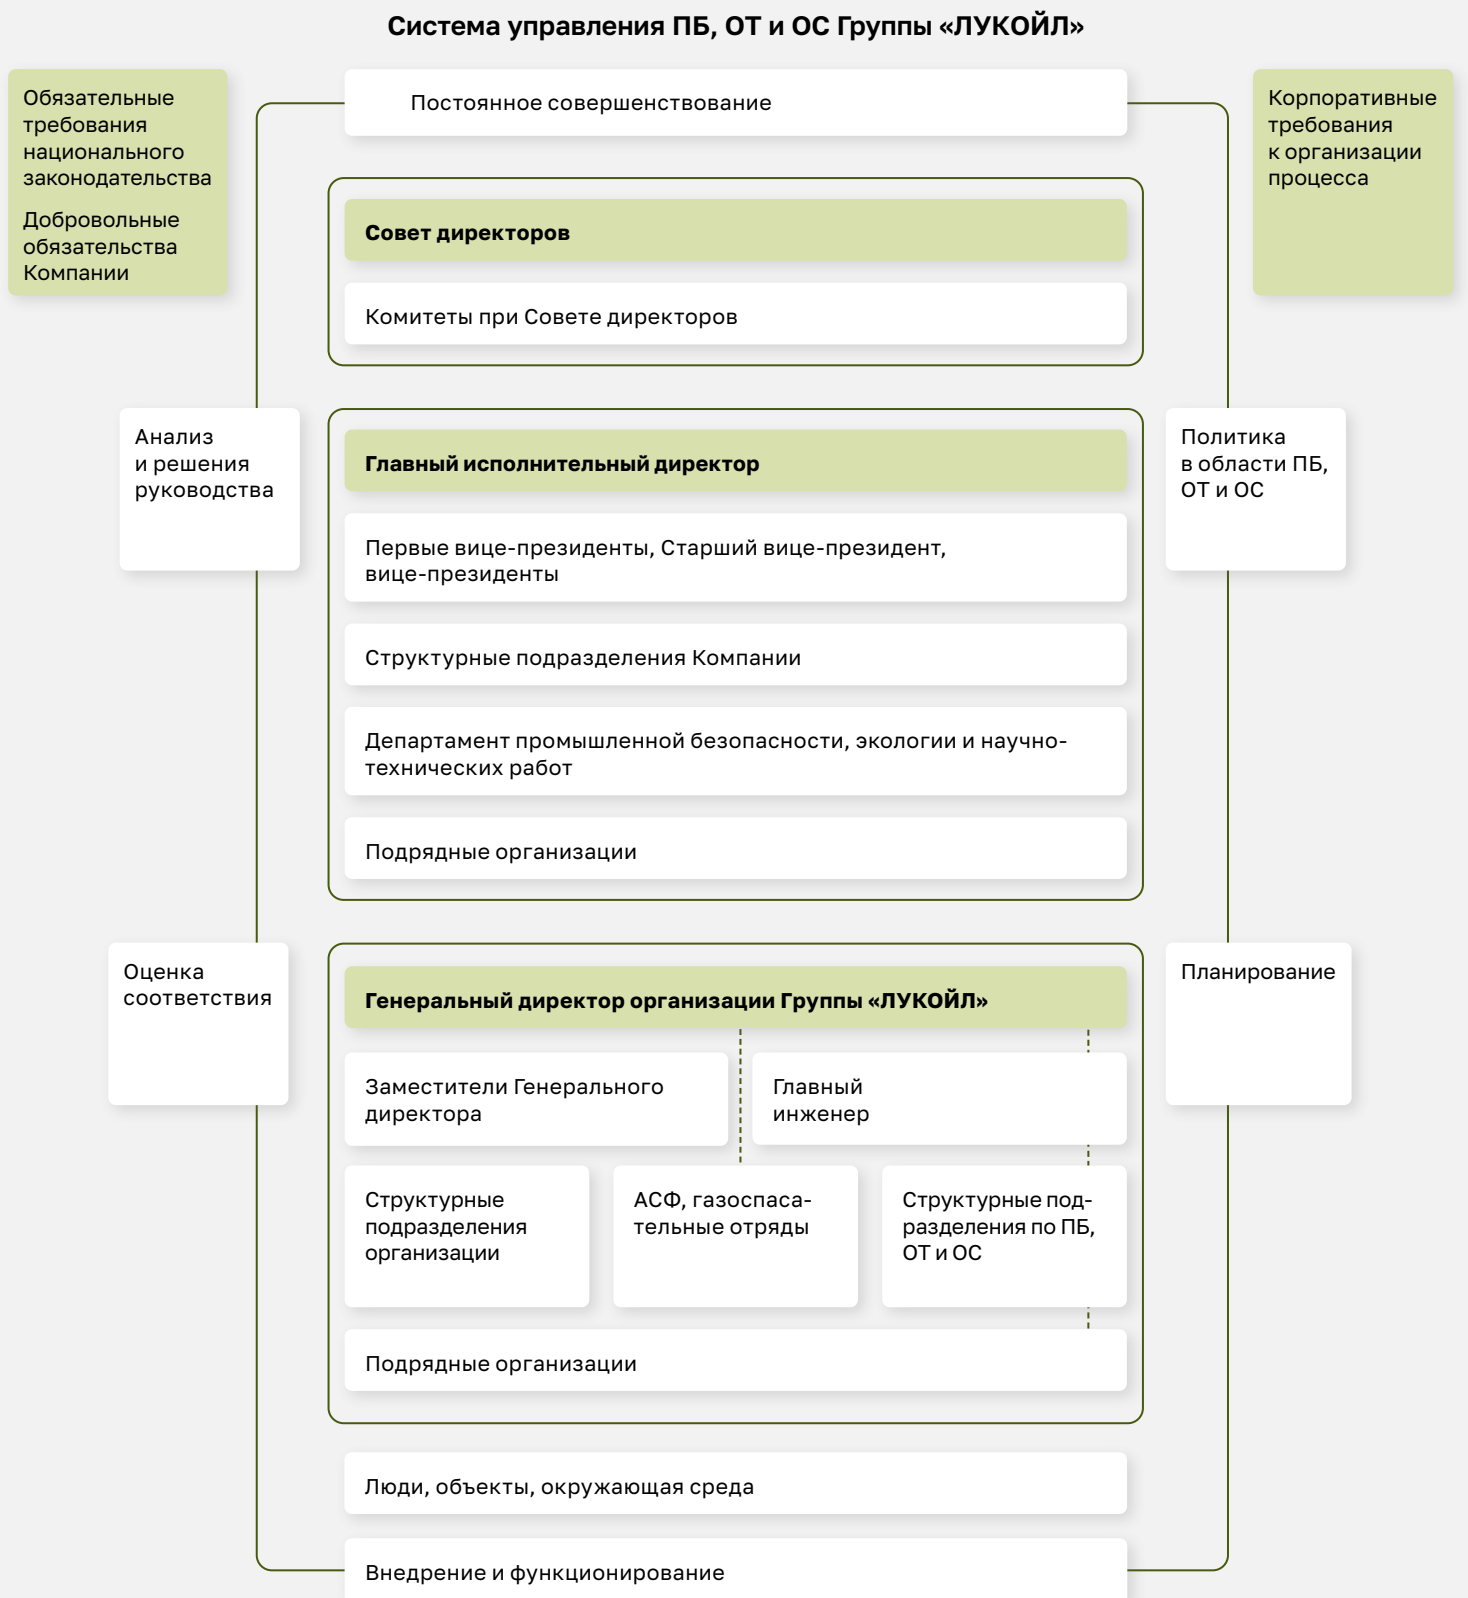 Система управления ПБ, ОТ и ОС Группы «ЛУКОЙЛ»
Обязательные
требования
национального
законодательства
Добровольные
обязательства
Компании
Постоянное совершенствование
Корпоративные
требования
к организации
процесса
Совет директоров
Комитеты при Совете директоров
Анализ
и решения
руководства
Главный исполнительный директор
Первые вице-президенты, Старший вице-президент,
вице-президенты
Структурные подразделения Компании
Департамент промышленной безопасности, экологии и научно-
технических работ
Подрядные организации
Политика
в области ПБ,
ОТ и ОС
Оценка
соответствия
Генеральный директор организации Группы «ЛУКОЙЛ»
Заместители Генерального
директора
Главный
инженер
Структурные
подразделения
организации
АСФ, газоспаса-
тельные отряды
Структурные под-
разделения по ПБ,
ОТ и ОС
Подрядные организации
Планирование
Люди, объекты, окружающая среда
Внедрение и функционирование